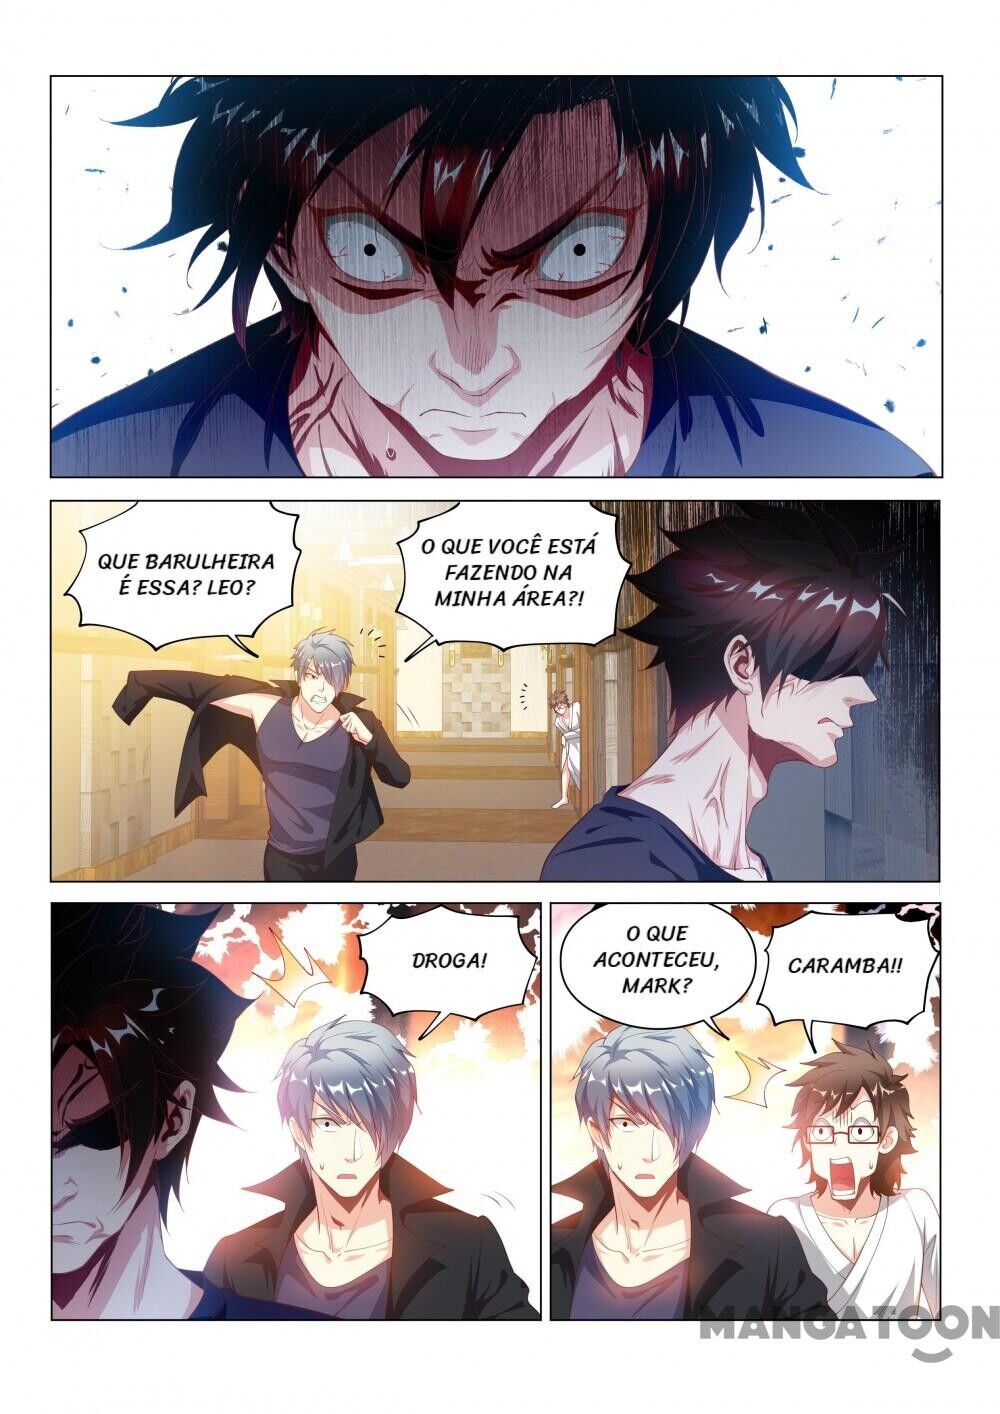 QUE BARULHEIRA
É ESSA? LEO?
O QUE VOCÊ ESTÁ
FAZENDO NA
MINHA ÁREA?!
DROGA!
O QUE
ACONTECEU,
MARK?
CARAMBA!!
MANGATOON